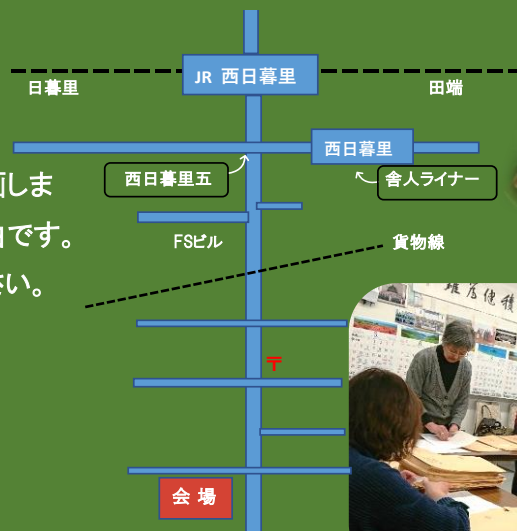 JR 西日暮里
日暮里
田端
西日暮里
西日暮里五
舎人ライナー
しま
です。
い。
FSビル
貨物線
〒
会場